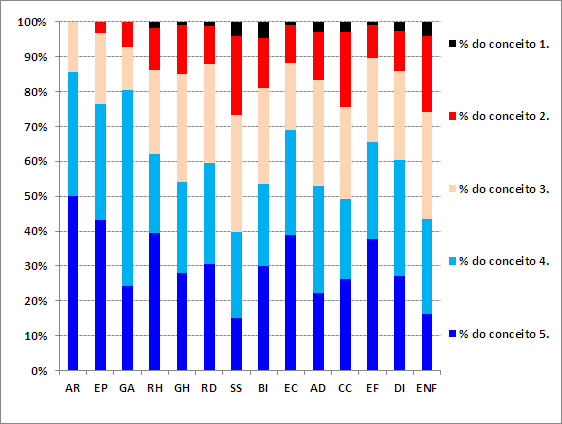 100%
90%
80%
70%
60%
50%
40%
30%
20%
10%
0%
AR EP GA RH GH RD SS BI EC AD CC EF DI ENF
% do conceito 1.
% do conceito 2.
% do conceito 3.
% do conceito 4.
% do conceito 5.